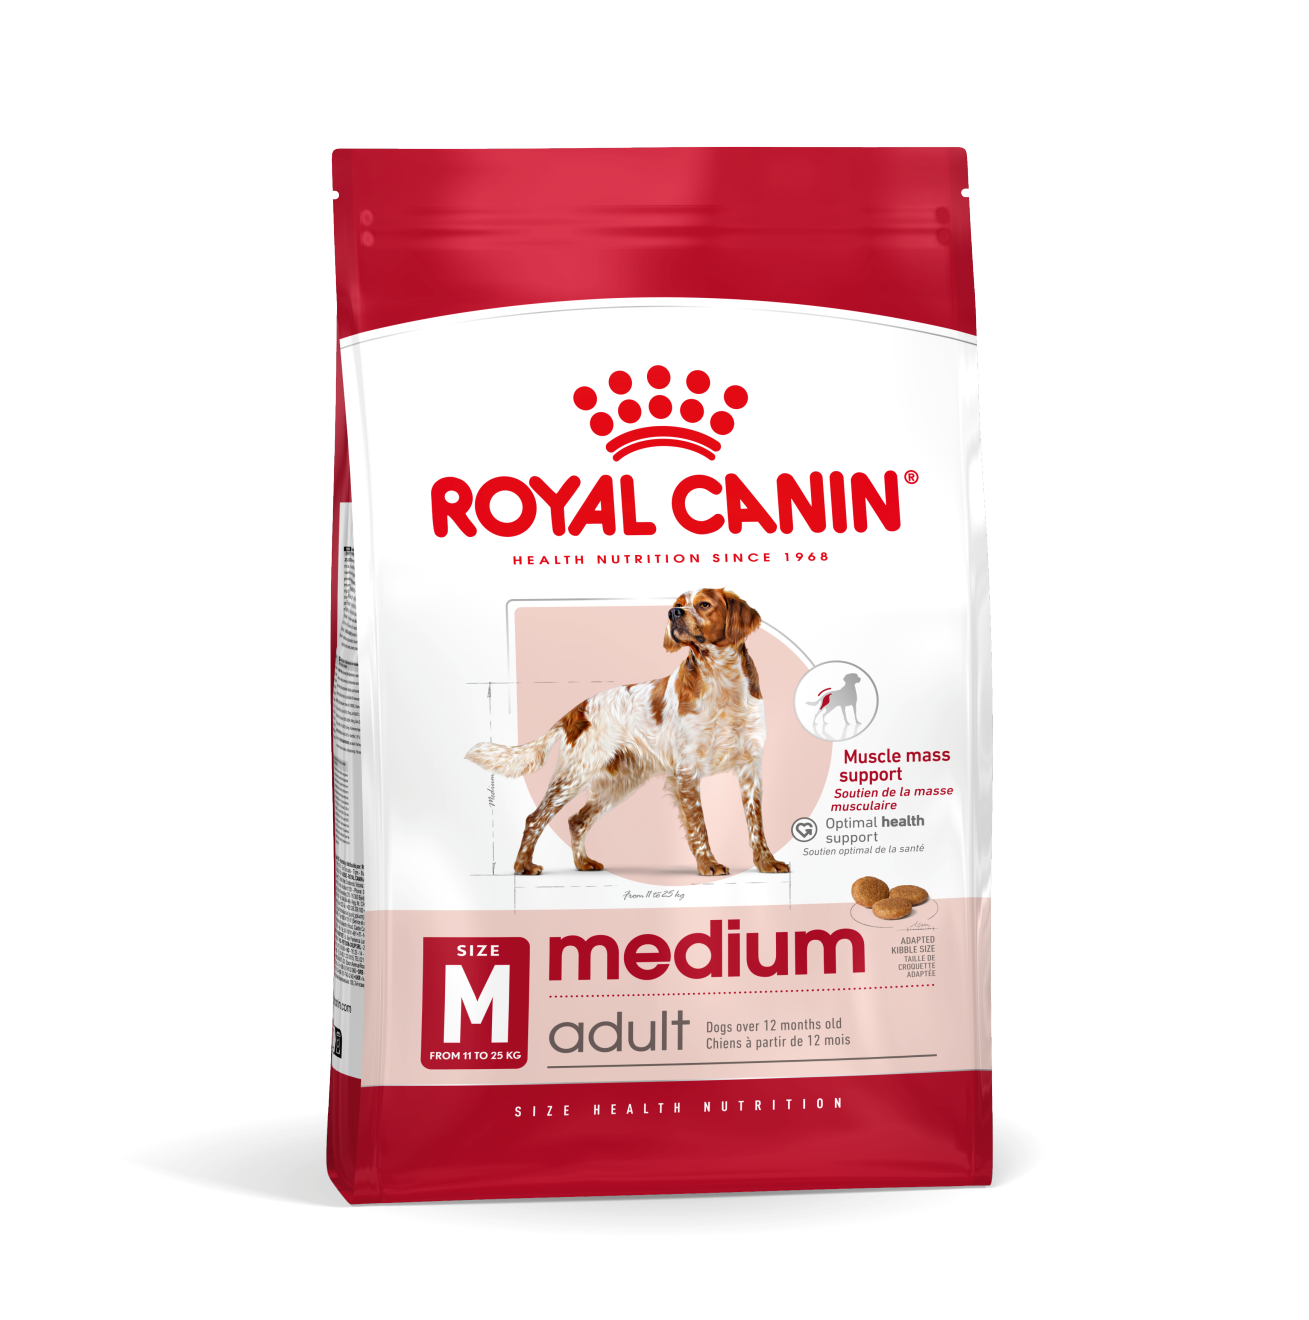 ROYAL CANIN®
HEALTH NUTRITION SINCE 1968
Medium
Muscle mass
support
Soutien de la masse
musculaire
Optimal health
support
Soutien optimal de la santé
From 11 to 25 kg
SIZE
M
FROM 11 TO 25 KG
medium
ADAPTED
KIBBLE SIZE
TAILLE DE
CROQUETTE
ADAPTÉE
adult
Dogs over 12 months old
Chiens à partir de 12 mois
SIZE HEALTH NUTRITION